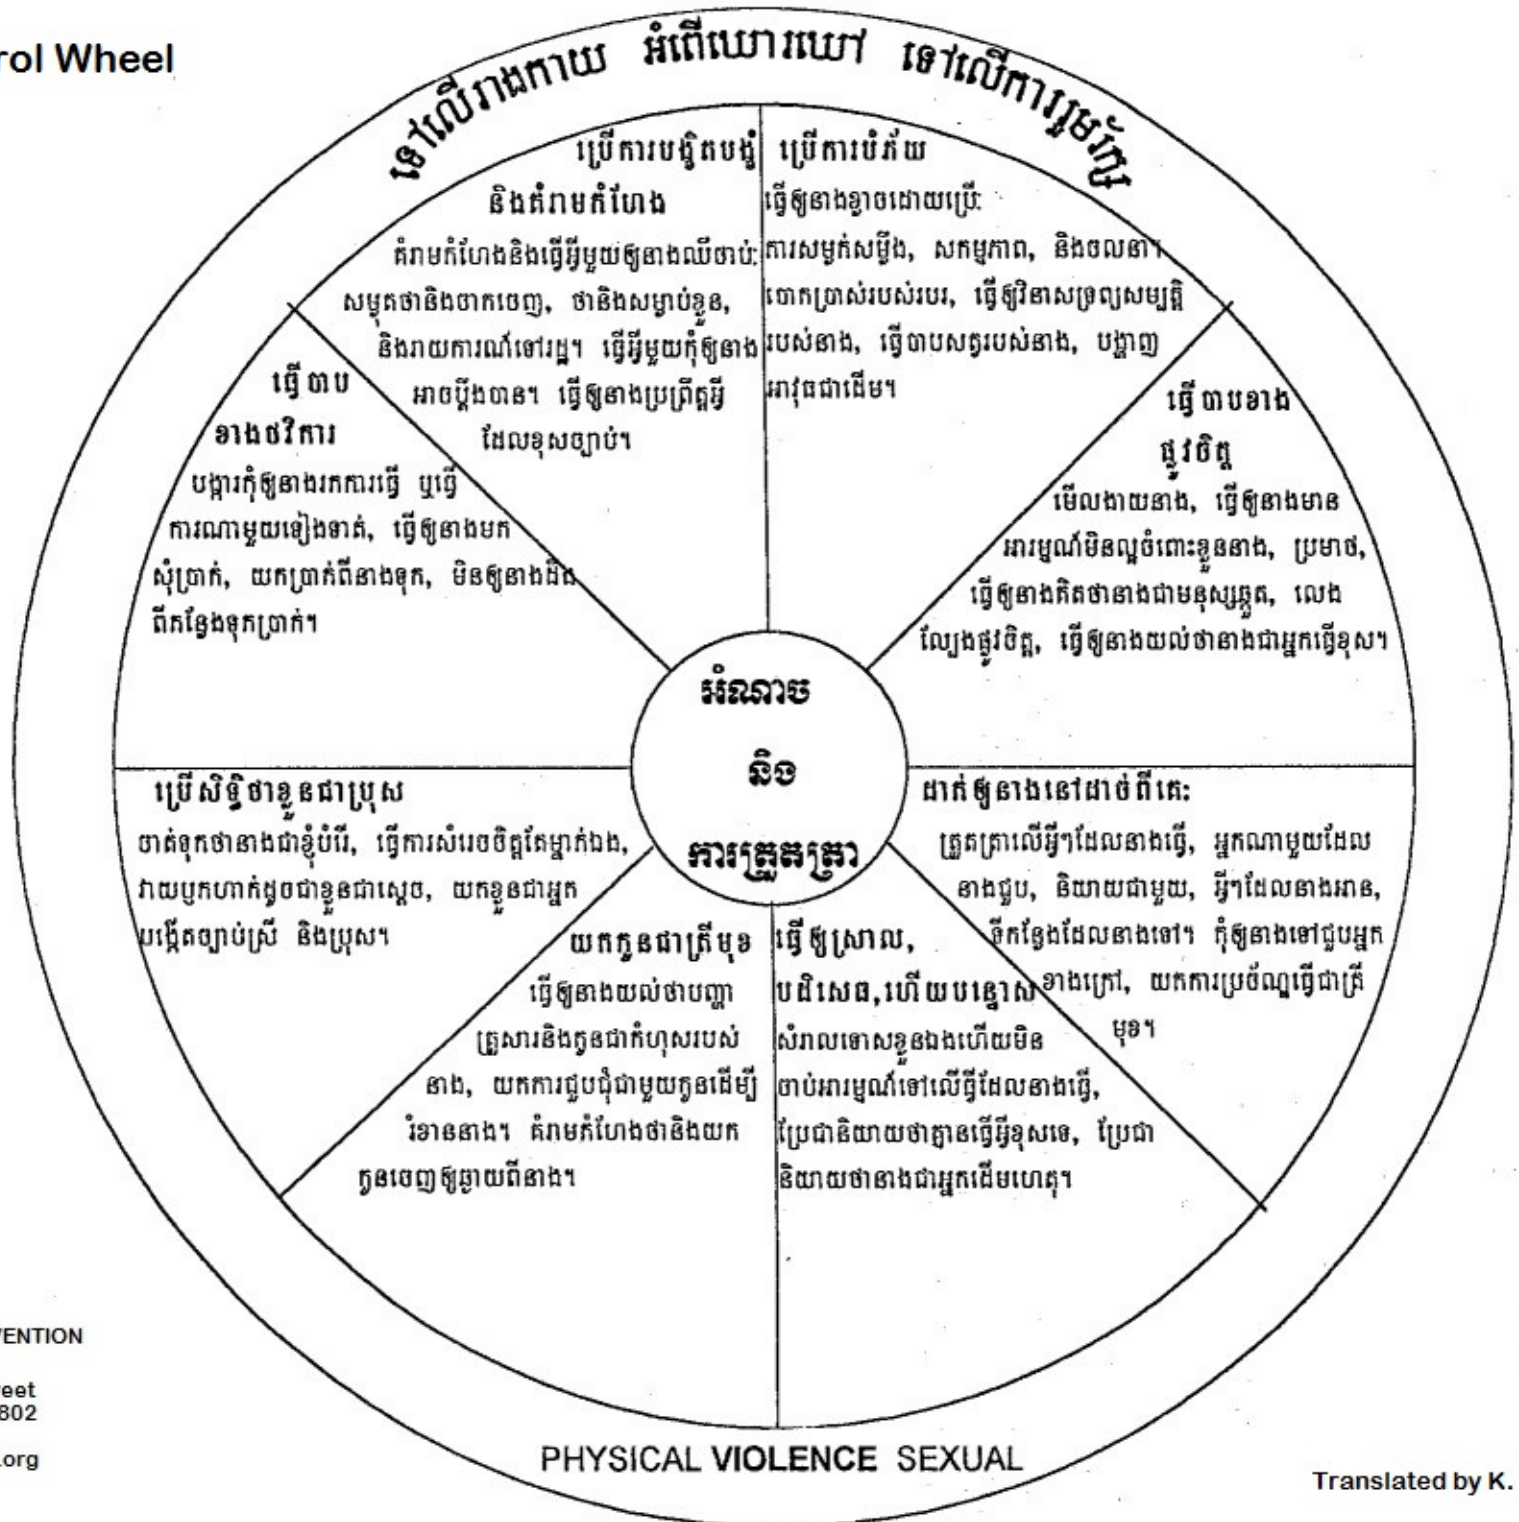 rol Wheel
ទៅលើរាងកាយ អំពើឃោរឃៅ ទៅលើការរួមរ័ក្ស
ប្រើការបង្ខិតបង្ខំ
និងគំរាមកំហែង
គំរាមកំហែងនិងធ្វើអ្វីមួយឲ្យនាងឈឺចាប់:
សម្លុតថានិងចាកចេញ, ថានិងសម្លាប់ខ្លួន,
និងរាយការណ៍ទៅរដ្ឋ។ ធ្វើអ្វីមួយកុំឲ្យនាង
អាចប្ដឹងបាន។ ធ្វើឲ្យនាងប្រព្រឹត្តអ្វី
ដែលខុសច្បាប់។
ប្រើការបំភ័យ
ធ្វើឲ្យនាងខ្លាចដោយប្រើ:
ការសម្លក់សម្លឹង, សកម្មភាព, និងចលនា។
បោកប្រាស់របស់របរ, ធ្វើឲ្យវិនាសទ្រព្យសម្បត្តិ
របស់នាង, ធ្វើបាបសត្វរបស់នាង, បង្ហាញ
អាវុធជាដើម។
ធ្វើបាបខាង
ផ្លូវចិត្ត
មើលងាយនាង, ធ្វើឲ្យនាងមាន
អារម្មណ៍មិនល្អចំពោះខ្លួននាង, ប្រមាថ,
ធ្វើឲ្យនាងគិតថានាងជាមនុស្សឆ្កួត, លេង
ល្បែងផ្លូវចិត្ត, ធ្វើឲ្យនាងយល់ថានាងជាអ្នកធ្វើខុស។
ដាក់ឲ្យនាងនៅដាច់ពីគេ:
ត្រួតត្រាលើអ្វីៗដែលនាងធ្វើ, អ្នកណាមួយដែល
នាងជួប, និយាយជាមួយ, អ្វីៗដែលនាងអាន,
ទីកន្លែងដែលនាងទៅ។ កុំឲ្យនាងទៅជួបអ្នក
ខាងក្រៅ, យកការប្រច័ណ្ឌធ្វើជាត្រី
មុខ។
ធ្វើឲ្យស្រាល,
បដិសេធ,ហើយបន្ទោស
សំរាលទោសខ្លួនឯងហើយមិន
ចាប់អារម្មណ៍ទៅលើអ្វីដែលនាងធ្វើ,
ប្រែជានិយាយថាគ្មានធ្វើអ្វីខុសទេ, ប្រែជា
និយាយថានាងជាអ្នកដើមហេតុ។
យកកូនជាត្រីមុខ
ធ្វើឲ្យនាងយល់ថាបញ្ហា
គ្រួសារនិងកូនជាកំហុសរបស់
នាង, យកការជួបជុំជាមួយកូនដើម្បី
រំខាននាង។ គំរាមកំហែងថានិងយក
កូនចេញឲ្យឆ្ងាយពីនាង។
ប្រើសិទ្ធិថាខ្លួនជាប្រុស
ចាត់ទុកថានាងជាខ្ញុំបំរើ, ធ្វើការសំរេចចិត្តតែម្នាក់ឯង,
វាយឫកហាក់ដូចជាខ្លួនជាស្ដេច, យកខ្លួនជាអ្នក
បង្កើតច្បាប់ស្រី និងប្រុស។
ធ្វើបាប
ខាងថវិការ
បង្ការកុំឲ្យនាងរកការធ្វើ ឬធ្វើ
ការណាមួយទៀងទាត់, ធ្វើឲ្យនាងមក
សុំប្រាក់, យកប្រាក់ពីនាងទុក, មិនឲ្យនាងដឹង
ពីកន្លែងទុកប្រាក់។
អំណាច
និង
ការត្រួតត្រា
PHYSICAL VIOLENCE SEXUAL
VENTION
reet
802
.org
Translated by K.